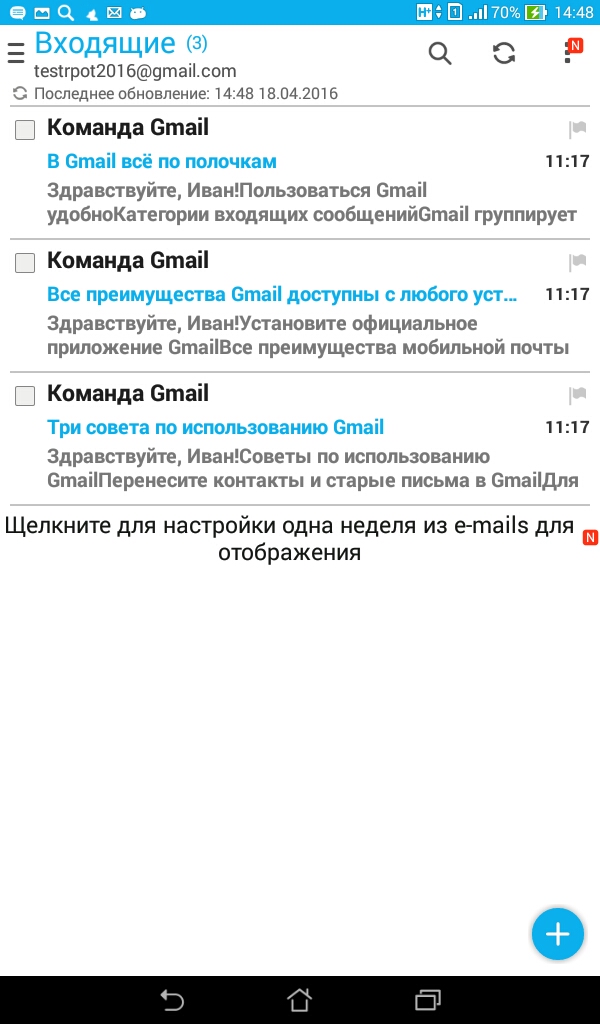 H+ 1 70% 14:48
Входящие (3)
N
testrpot2016@gmail.com
Последнее обновление: 14:48 18.04.2016
Команда Gmail
В Gmail всё по полочкам 11:17
Здравствуйте, Иван!Пользоваться Gmail
удобноКатегории входящих сообщенийGmail группирует
Команда Gmail
Все преимущества Gmail доступны с любого уст... 11:17
Здравствуйте, Иван!Установите официальное
приложение GmailВсе преимущества мобильной почты
Команда Gmail
Три совета по использованию Gmail 11:17
Здравствуйте, Иван!Советы по использованию
GmailПеренесите контакты и старые письма в GmailДля
Щелкните для настройки одна неделя из e-mails для
отображения
N